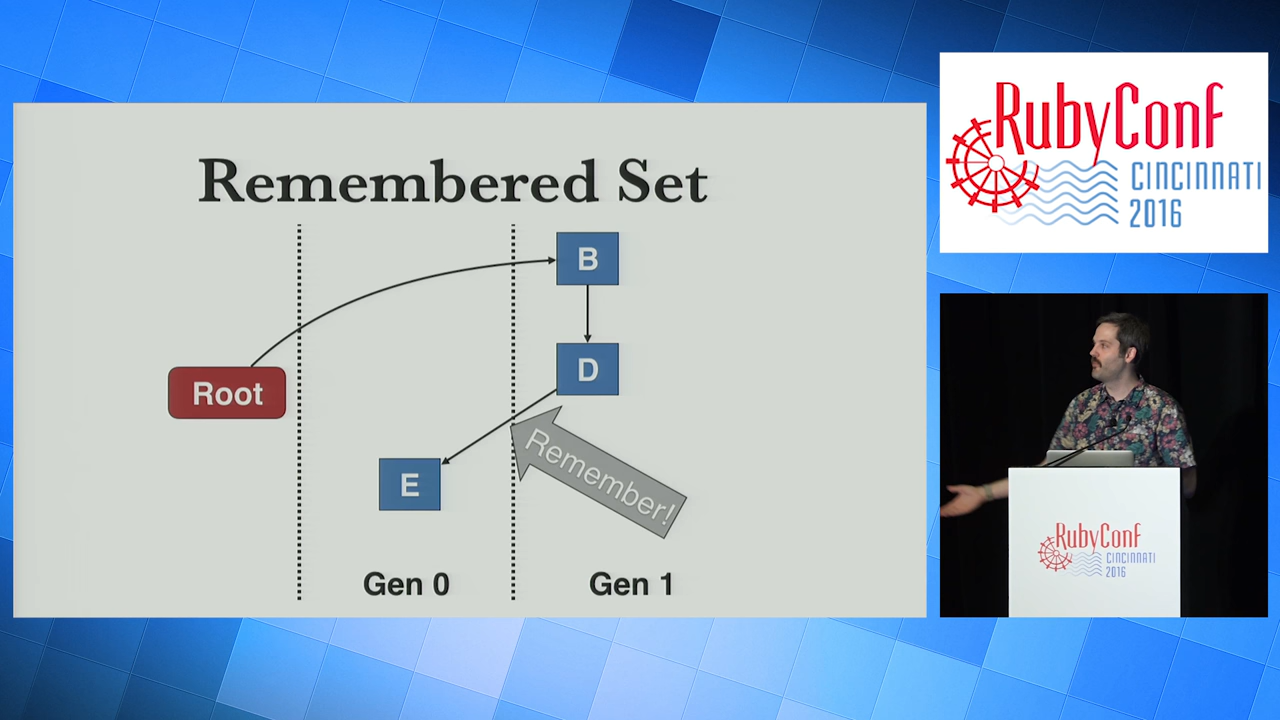 Remembered Set
B
D
Root
E
Remember!
Gen 0
Gen 1
RubyConf
CINCINNATI
2016
RubyConf
CINCINNATI
2016